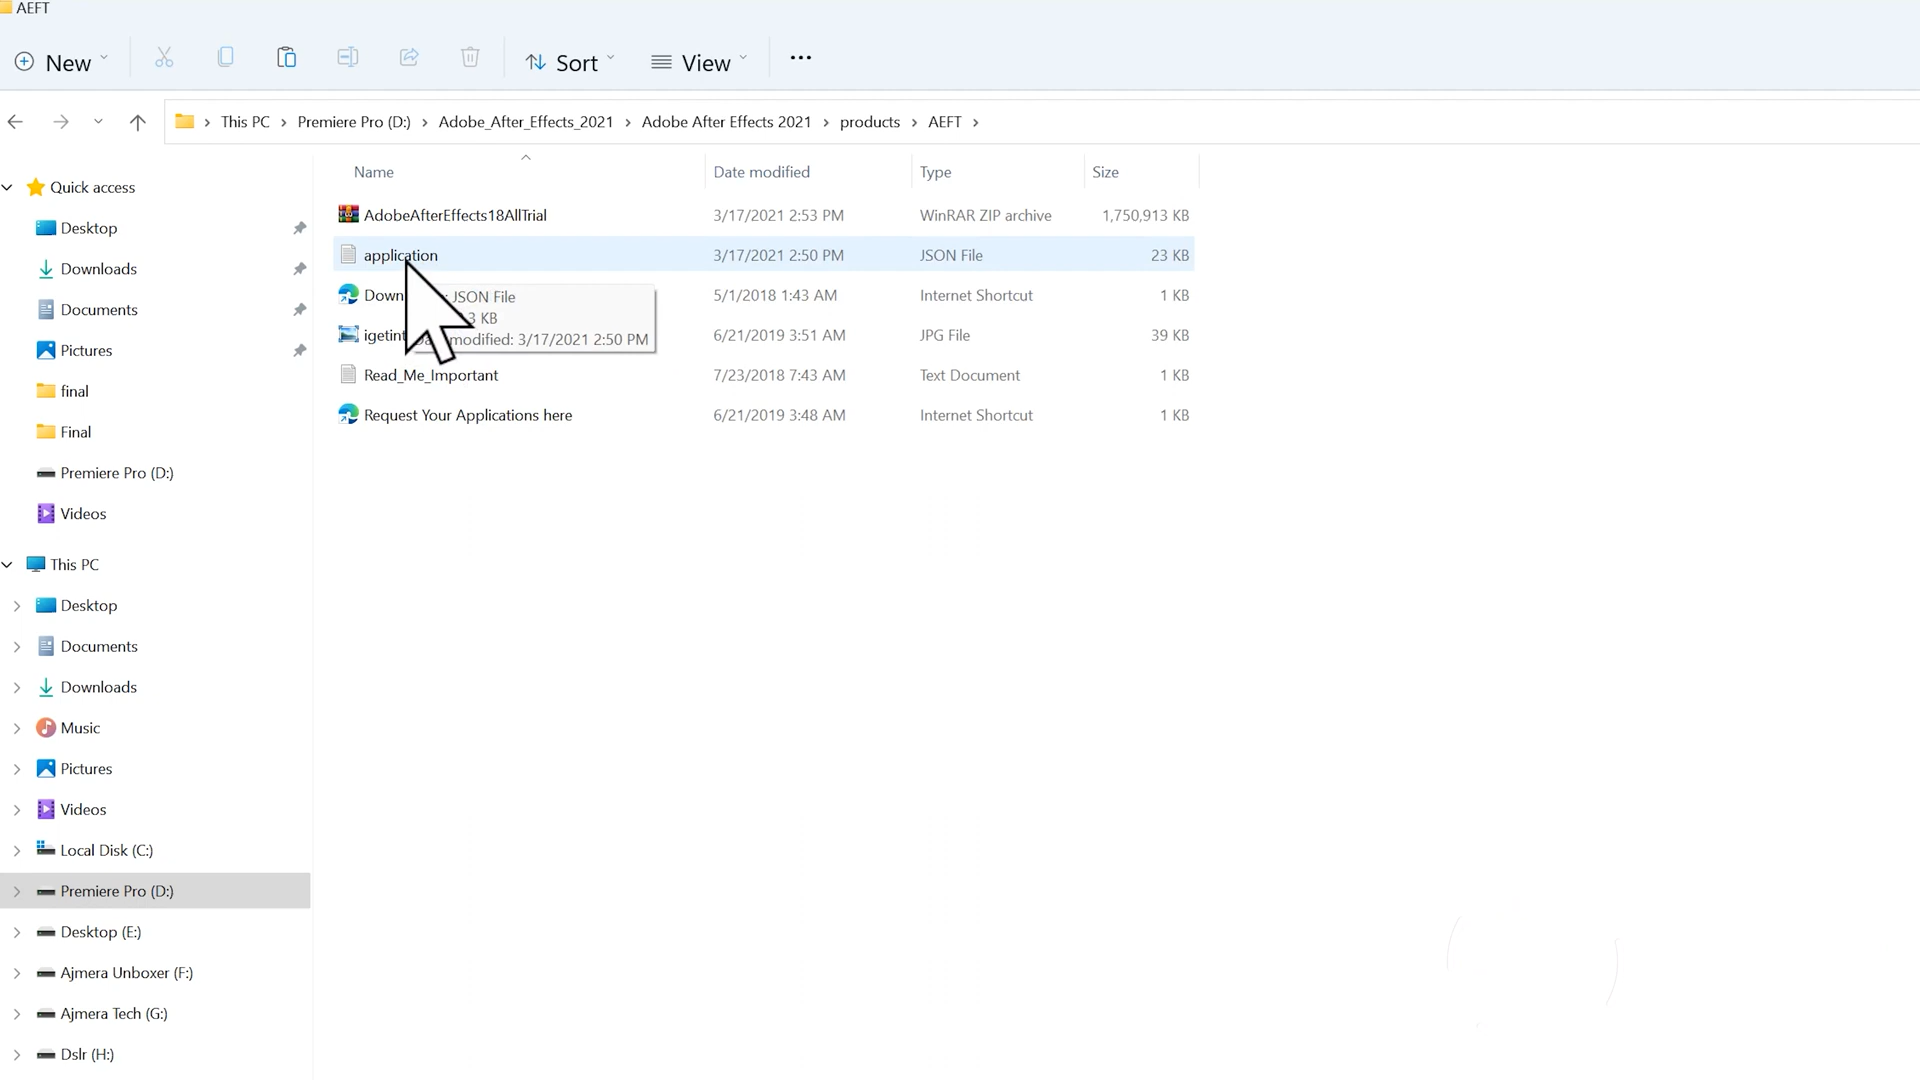 AEFT
New
Sort
View
This PC > Premiere Pro (D:) > Adobe_After_Effects_2021 > Adobe After Effects 2021 > products > AEFT >
Name Date modified Type Size
Quick access
Desktop
Downloads
Documents
Pictures
final
Final
Premiere Pro (D:)
Videos
This PC
Desktop
Documents
Downloads
Music
Pictures
Videos
Local Disk (C:)
Premiere Pro (D:)
Desktop (E:)
Ajmera Unboxer (F:)
Ajmera Tech (G:)
Dslr (H:)
AdobeAfterEffects18AllTrial 3/17/2021 2:53 PM WinRAR ZIP archive 1,750,913 KB
application 3/17/2021 2:50 PM JSON File 23 KB
Down 5/1/2018 1:43 AM Internet Shortcut 1 KB
igetint 6/21/2019 3:51 AM JPG File 39 KB
Read_Me_Important 7/23/2018 7:43 AM Text Document 1 KB
Request Your Applications here 6/21/2019 3:48 AM Internet Shortcut 1 KB
: JSON File
3 KB
modified: 3/17/2021 2:50 PM